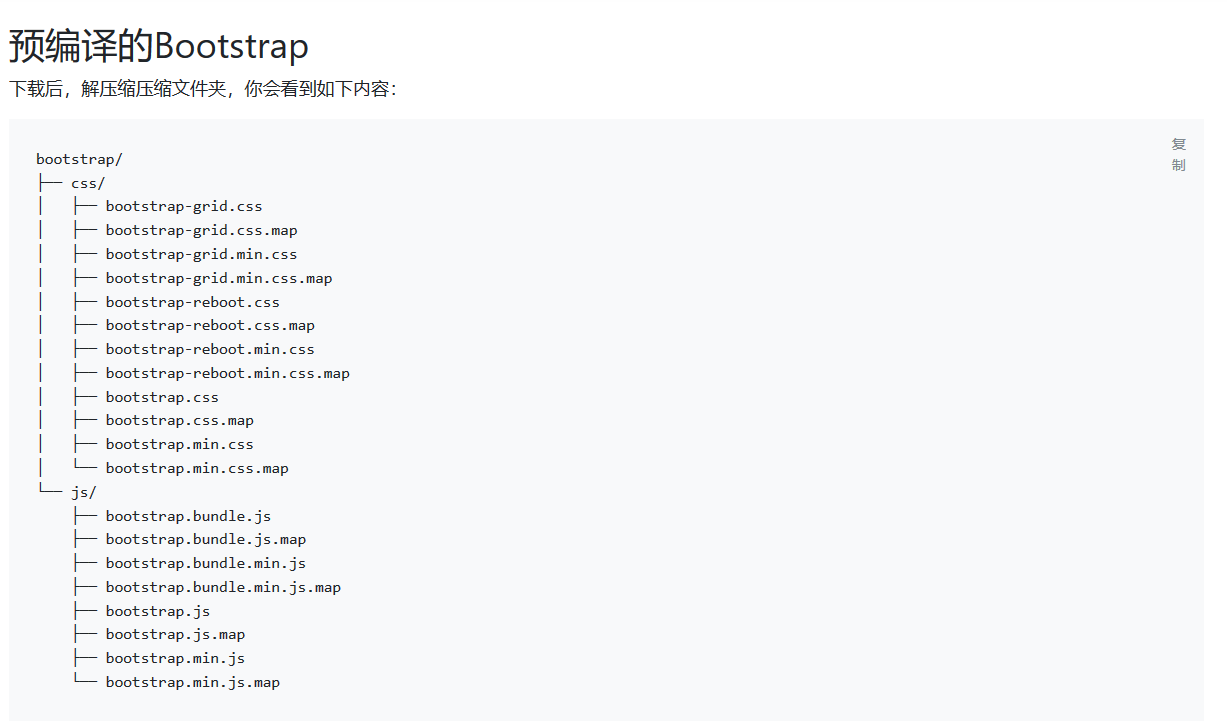 预编译的Bootstrap
下载后，解压缩压缩文件夹，你会看到如下内容：
复
制
bootstrap/
├── css/
│   ├── bootstrap-grid.css
│   ├── bootstrap-grid.css.map
│   ├── bootstrap-grid.min.css
│   ├── bootstrap-grid.min.css.map
│   ├── bootstrap-reboot.css
│   ├── bootstrap-reboot.css.map
│   ├── bootstrap-reboot.min.css
│   ├── bootstrap-reboot.min.css.map
│   ├── bootstrap.css
│   ├── bootstrap.css.map
│   ├── bootstrap.min.css
│   └── bootstrap.min.css.map
└── js/
    ├── bootstrap.bundle.js
    ├── bootstrap.bundle.js.map
    ├── bootstrap.bundle.min.js
    ├── bootstrap.bundle.min.js.map
    ├── bootstrap.js
    ├── bootstrap.js.map
    ├── bootstrap.min.js
    └── bootstrap.min.js.map